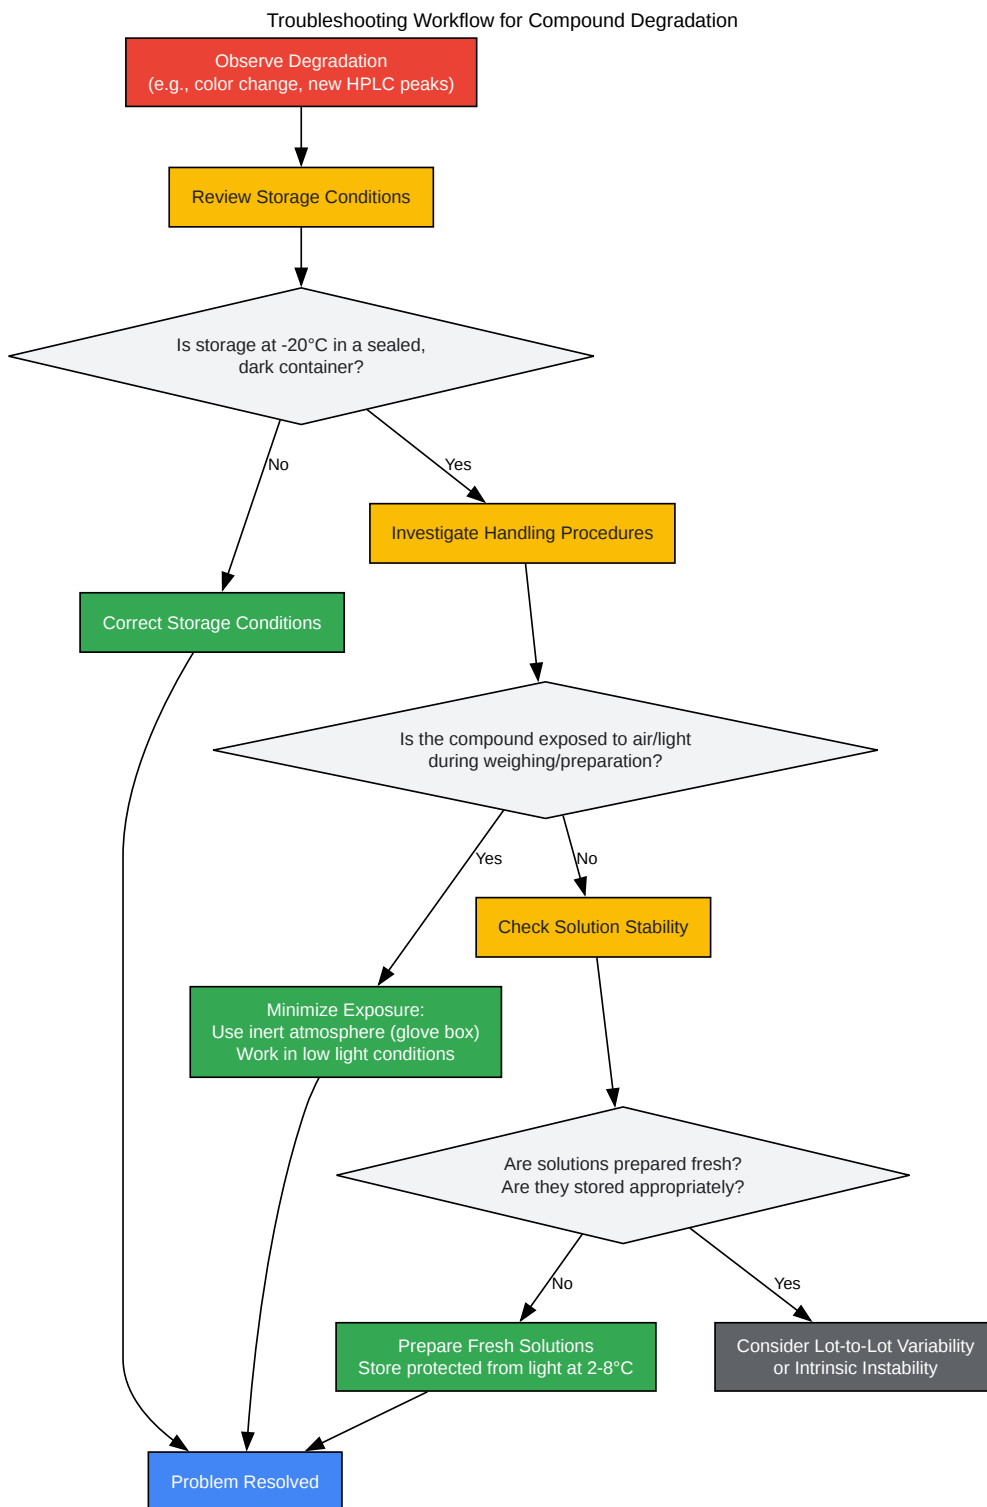 Troubleshooting Workflow for Compound Degradation
Observe Degradation
(e.g., color change, new HPLC peaks)
Review Storage Conditions
Is storage at -20°C in a sealed,
dark container?
No
Yes
Investigate Handling Procedures
Correct Storage Conditions
Is the compound exposed to air/light
during weighing/preparation?
Yes
No
Check Solution Stability
Minimize Exposure:
Use inert atmosphere (glove box)
Work in low light conditions
Are solutions prepared fresh?
Are they stored appropriately?
No
Yes
Prepare Fresh Solutions
Store protected from light at 2-8°C
Consider Lot-to-Lot Variability
or Intrinsic Instability
Problem Resolved